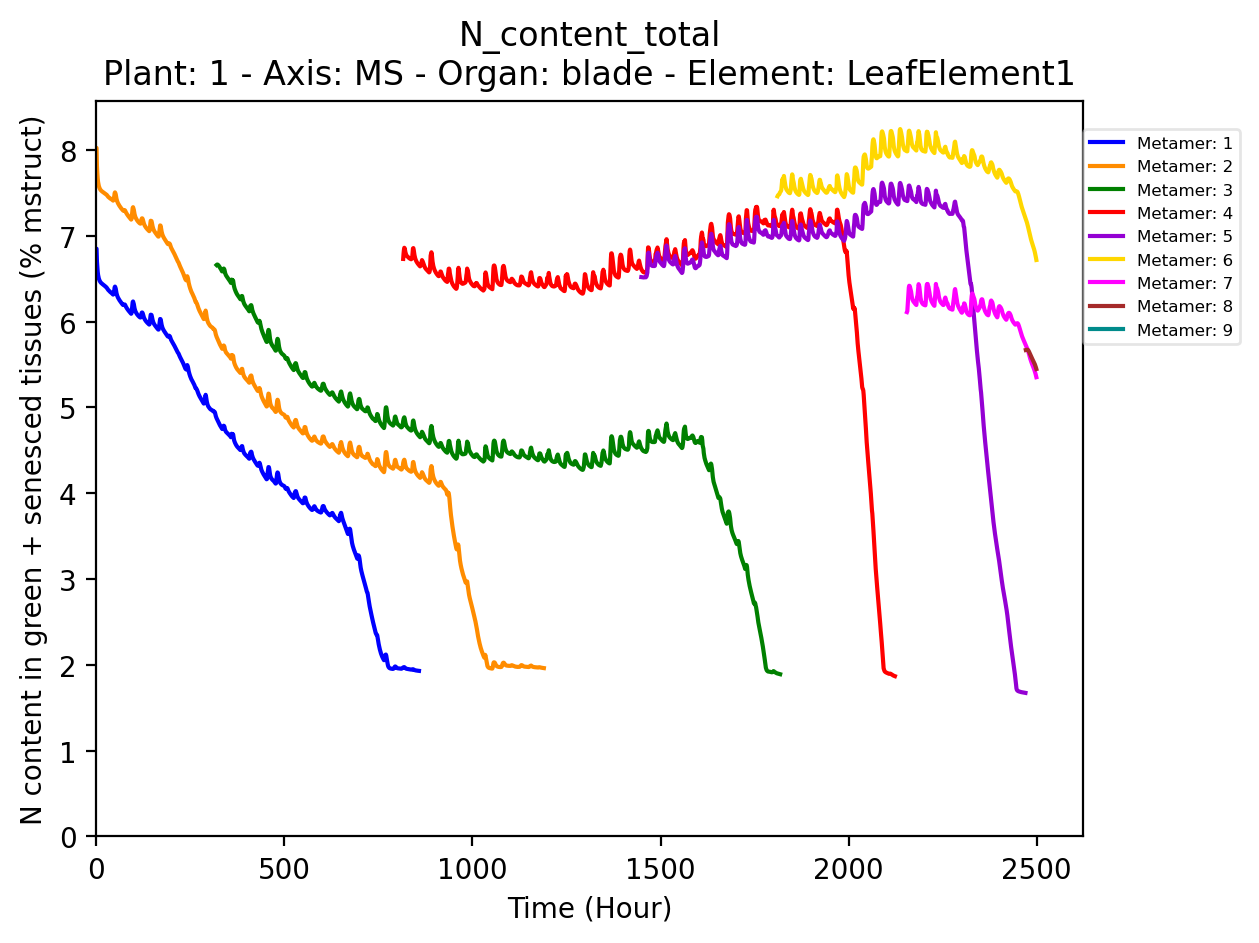 N_content_total
Plant: 1 - Axis: MS - Organ: blade - Element: LeafElement1
N content in green + senesced tissues (% mstruct)
8
7
6
5
4
3
2
1
0
0 500 1000 1500 2000 2500
Time (Hour)
Metamer: 1
Metamer: 2
Metamer: 3
Metamer: 4
Metamer: 5
Metamer: 6
Metamer: 7
Metamer: 8
Metamer: 9